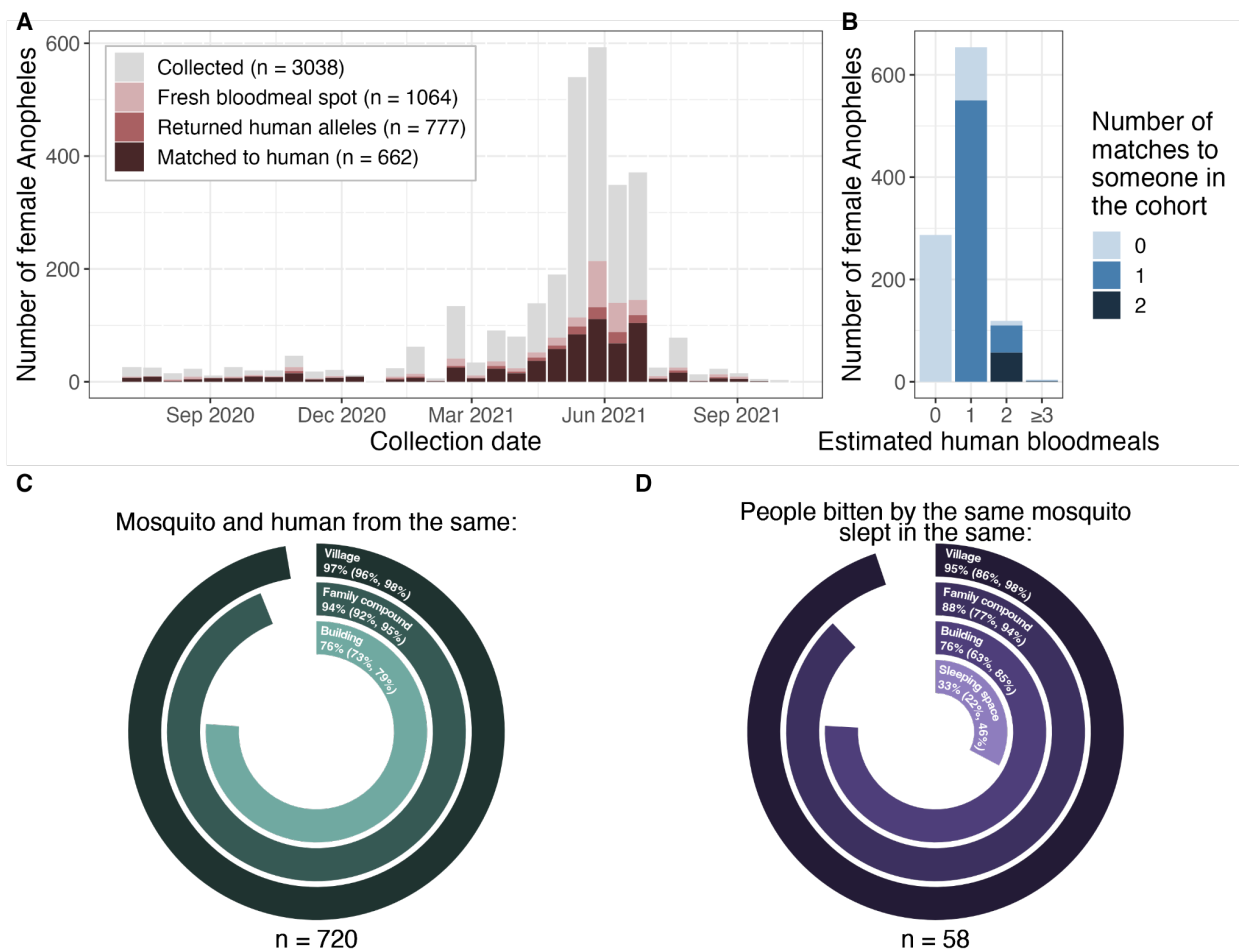 A
Number of female Anopheles
600
400
200
0
Collected (n = 3038)
Fresh bloodmeal spot (n = 1064)
Returned human alleles (n = 777)
Matched to human (n = 662)
Sep 2020
Dec 2020
Mar 2021
Jun 2021
Sep 2021
Collection date
B
Number of female Anopheles
600
400
200
0
0
1
2
≥3
Estimated human bloodmeals
Number of
matches to
someone in
the cohort
0
1
2
C
Mosquito and human from the same:
Village
97% (96%, 98%)
Family compound
94% (92%, 95%)
Building
76% (73%, 79%)
n = 720
D
People bitten by the same mosquito
slept in the same:
Village
95% (86%, 98%)
Family compound
88% (77%, 94%)
Building
76% (63%, 85%)
Sleeping space
33% (22%, 46%)
n = 58